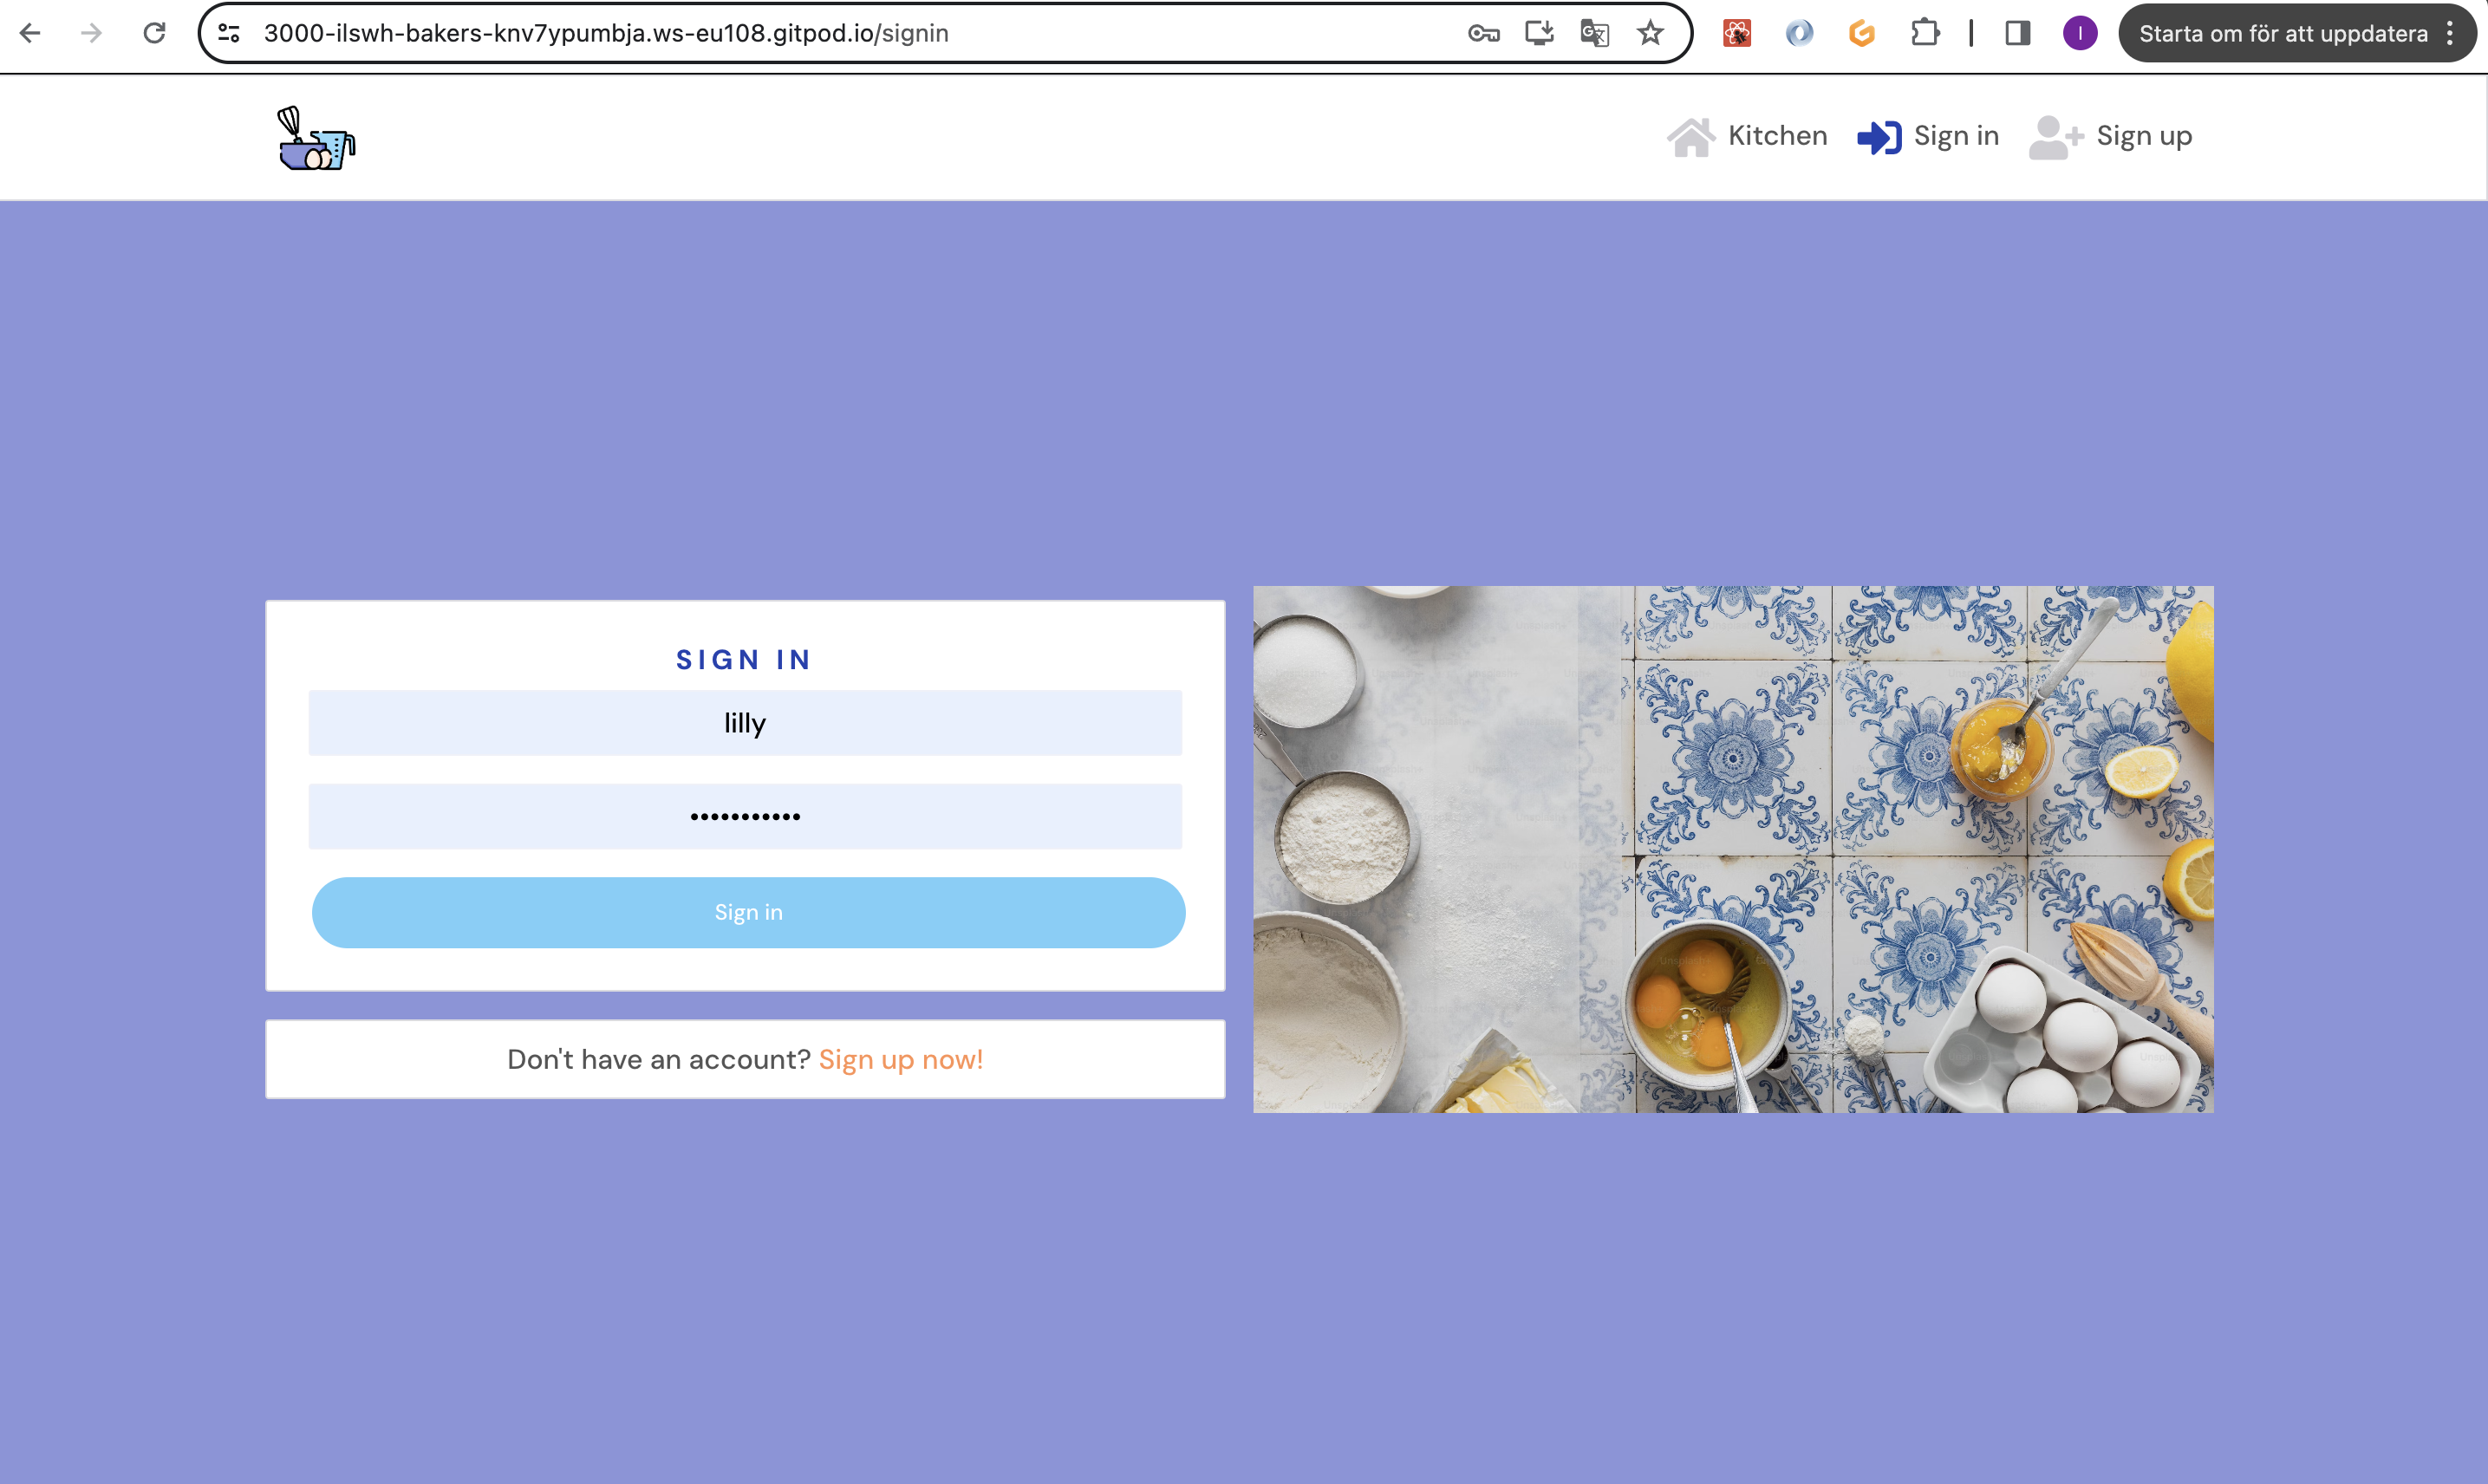 3000-ilswh-bakers-knv7ypumbja.ws-eu108.gitpod.io/signin
Starta om för att uppdatera
Kitchen Sign in Sign up
SIGN IN
lilly
•••••••••••
Sign in
Don't have an account? Sign up now!